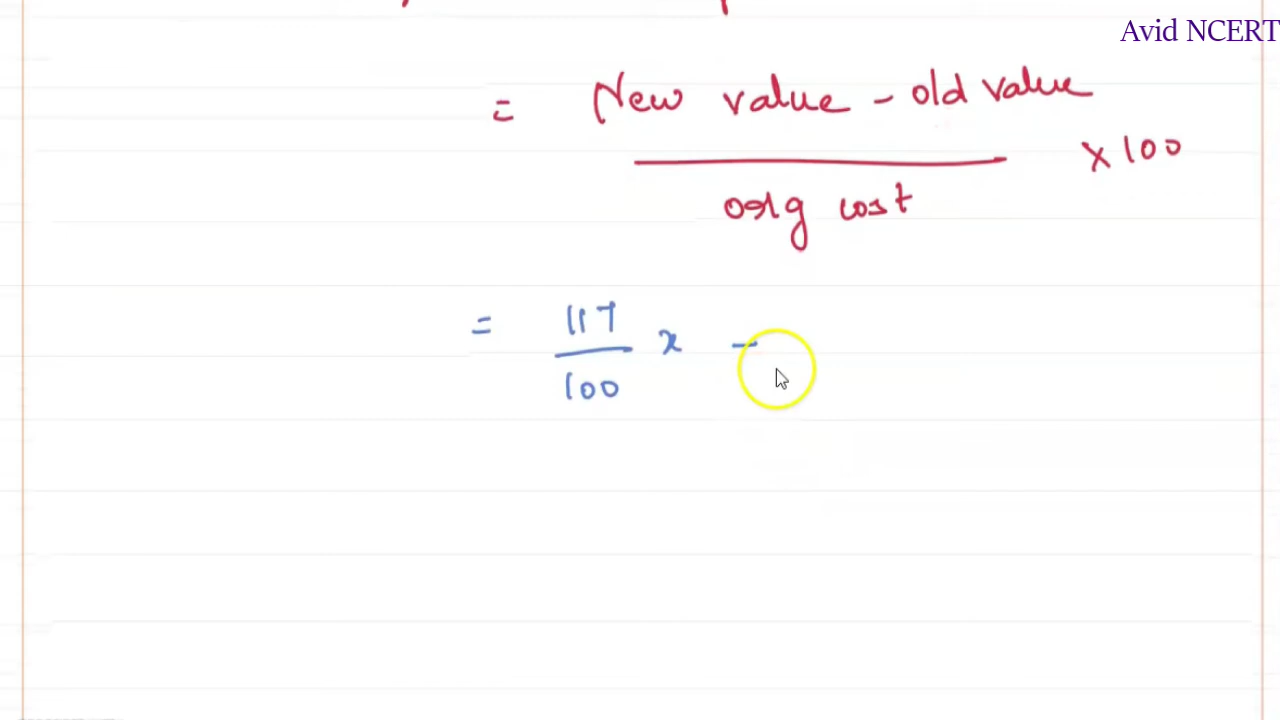 Avid NCERT
= New value - old value
x 100
orig cost
= 117
x -
100